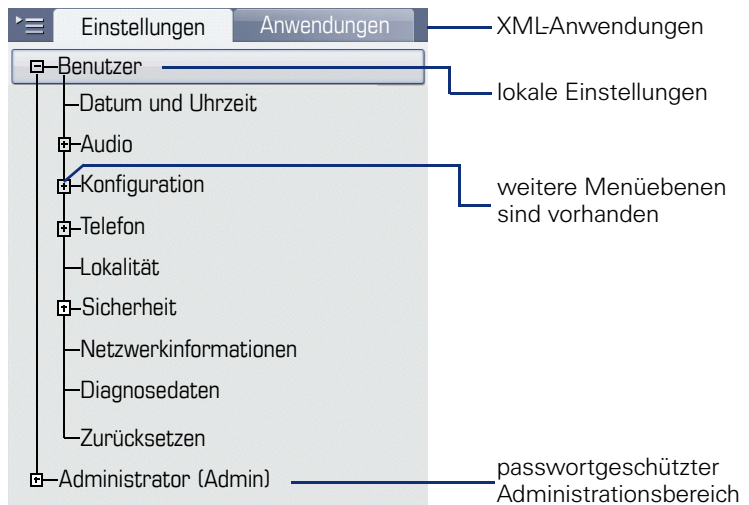 Einstellungen Anwendungen XML-Anwendungen
Benutzer
lokale Einstellungen
Datum und Uhrzeit
Audio
Konfiguration
weitere Menüebenen
sind vorhanden
Telefon
Lokalität
Sicherheit
Netzwerkinformationen
Diagnosedaten
Zurücksetzen
Administrator (Admin)
passwortgeschützter
Administrationsbereich